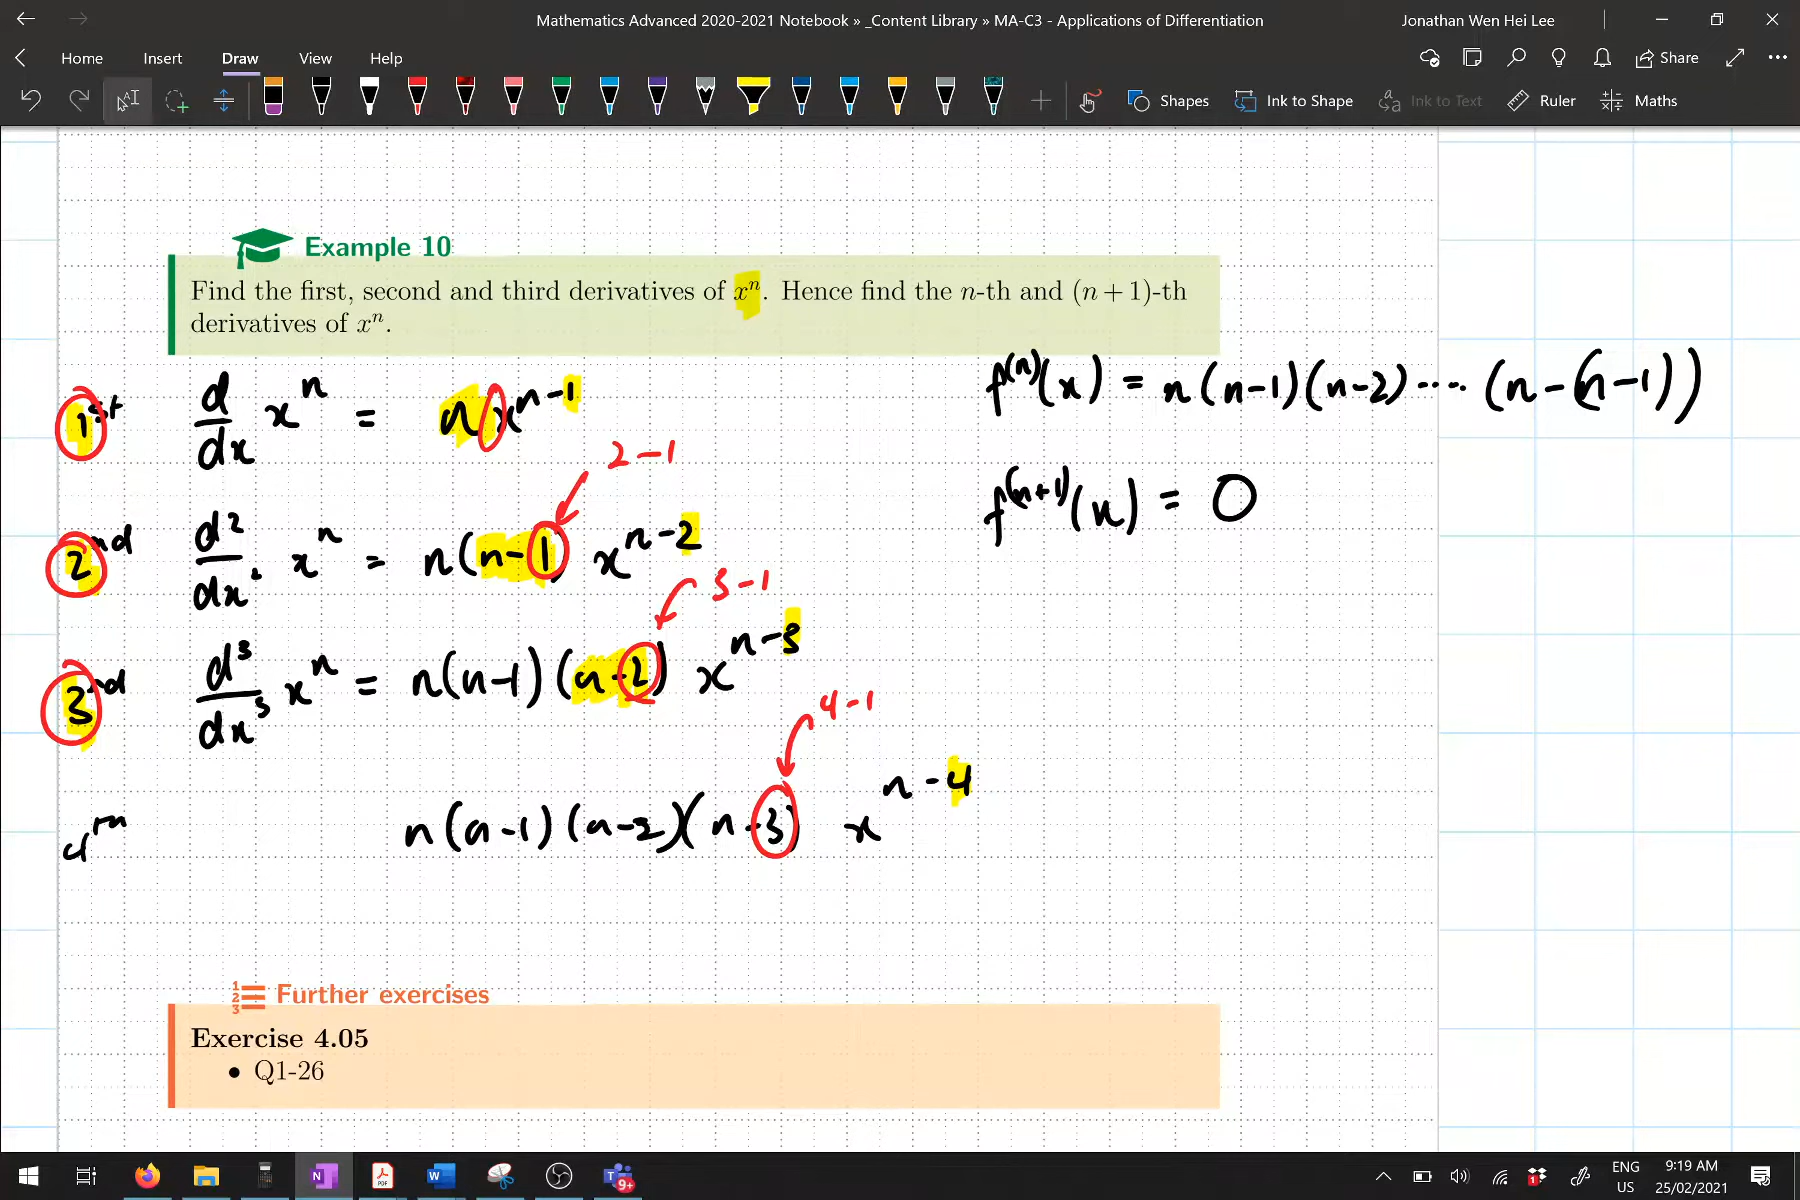 Mathematics Advanced 2020-2021 Notebook » _Content Library » MA-C3 - Applications of Differentiation
Jonathan Wen Hei Lee
Home Insert Draw View Help
Share
Shapes Ink to Shape Ink to Text Ruler Maths
Example 10
Find the first, second and third derivatives of xⁿ. Hence find the n-th and (n + 1)-th
derivatives of xⁿ.
1st d/dx xⁿ = n x^(n-1)
f^(n)(x) = n(n-1)(n-2)....(n-(n-1))
2-1
f^(n+1)(x) = 0
2nd d²/dx² xⁿ = n(n-1) x^(n-2)
3-1
3rd d³/dx³ xⁿ = n(n-1)(n-2) x^(n-3)
4-1
n(n-1)(n-2)(n-3) x^(n-4)
Further exercises
Exercise 4.05
• Q1-26
9+
1
ENG
US
9:19 AM
25/02/2021